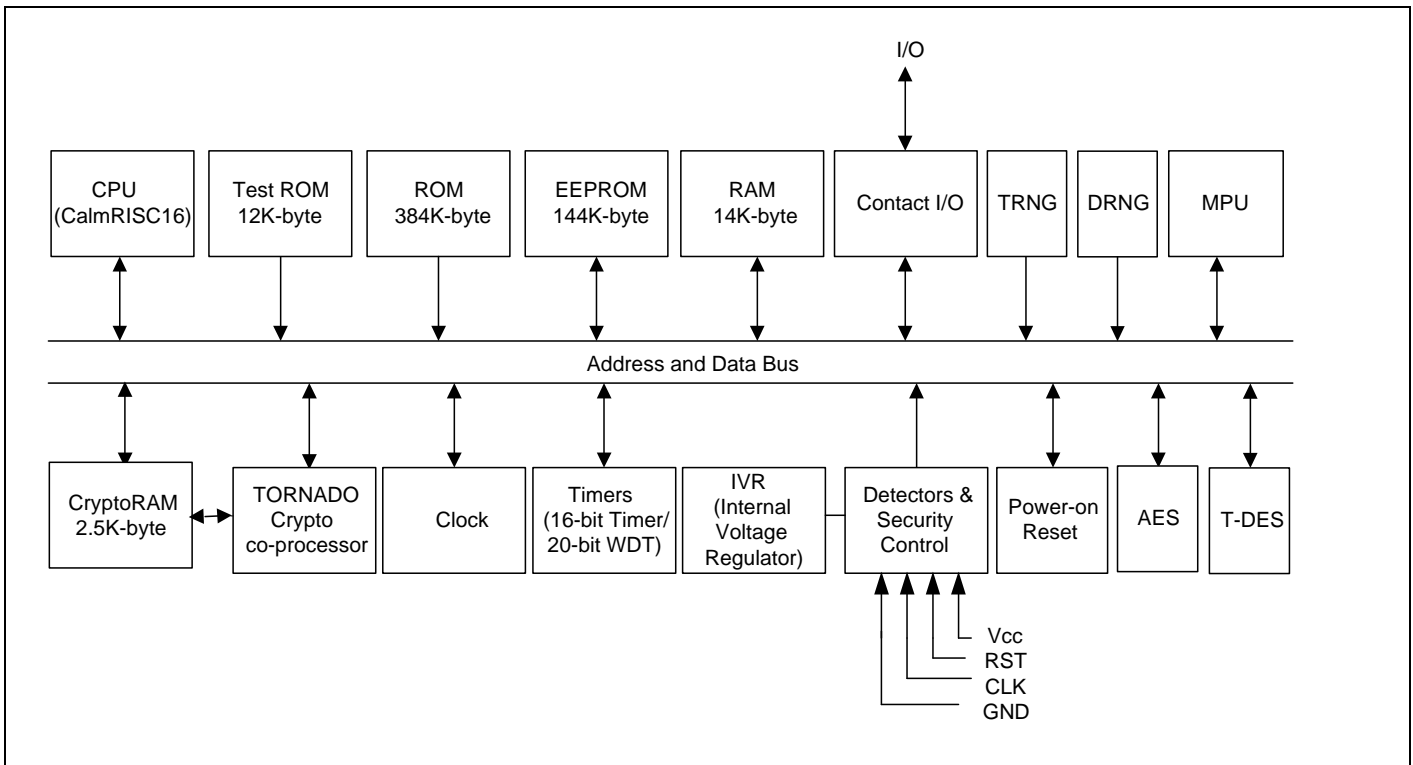 I/O
CPU
(CalmRISC16)
Test ROM
12K-byte
ROM
384K-byte
EEPROM
144K-byte
RAM
14K-byte
Contact I/O
TRNG
DRNG
MPU
Address and Data Bus
CryptoRAM
2.5K-byte
TORNADO
Crypto
co-processor
Clock
Timers
(16-bit Timer/
20-bit WDT)
IVR
(Internal
Voltage
Regulator)
Detectors &
Security
Control
Power-on
Reset
AES
T-DES
Vcc
RST
CLK
GND